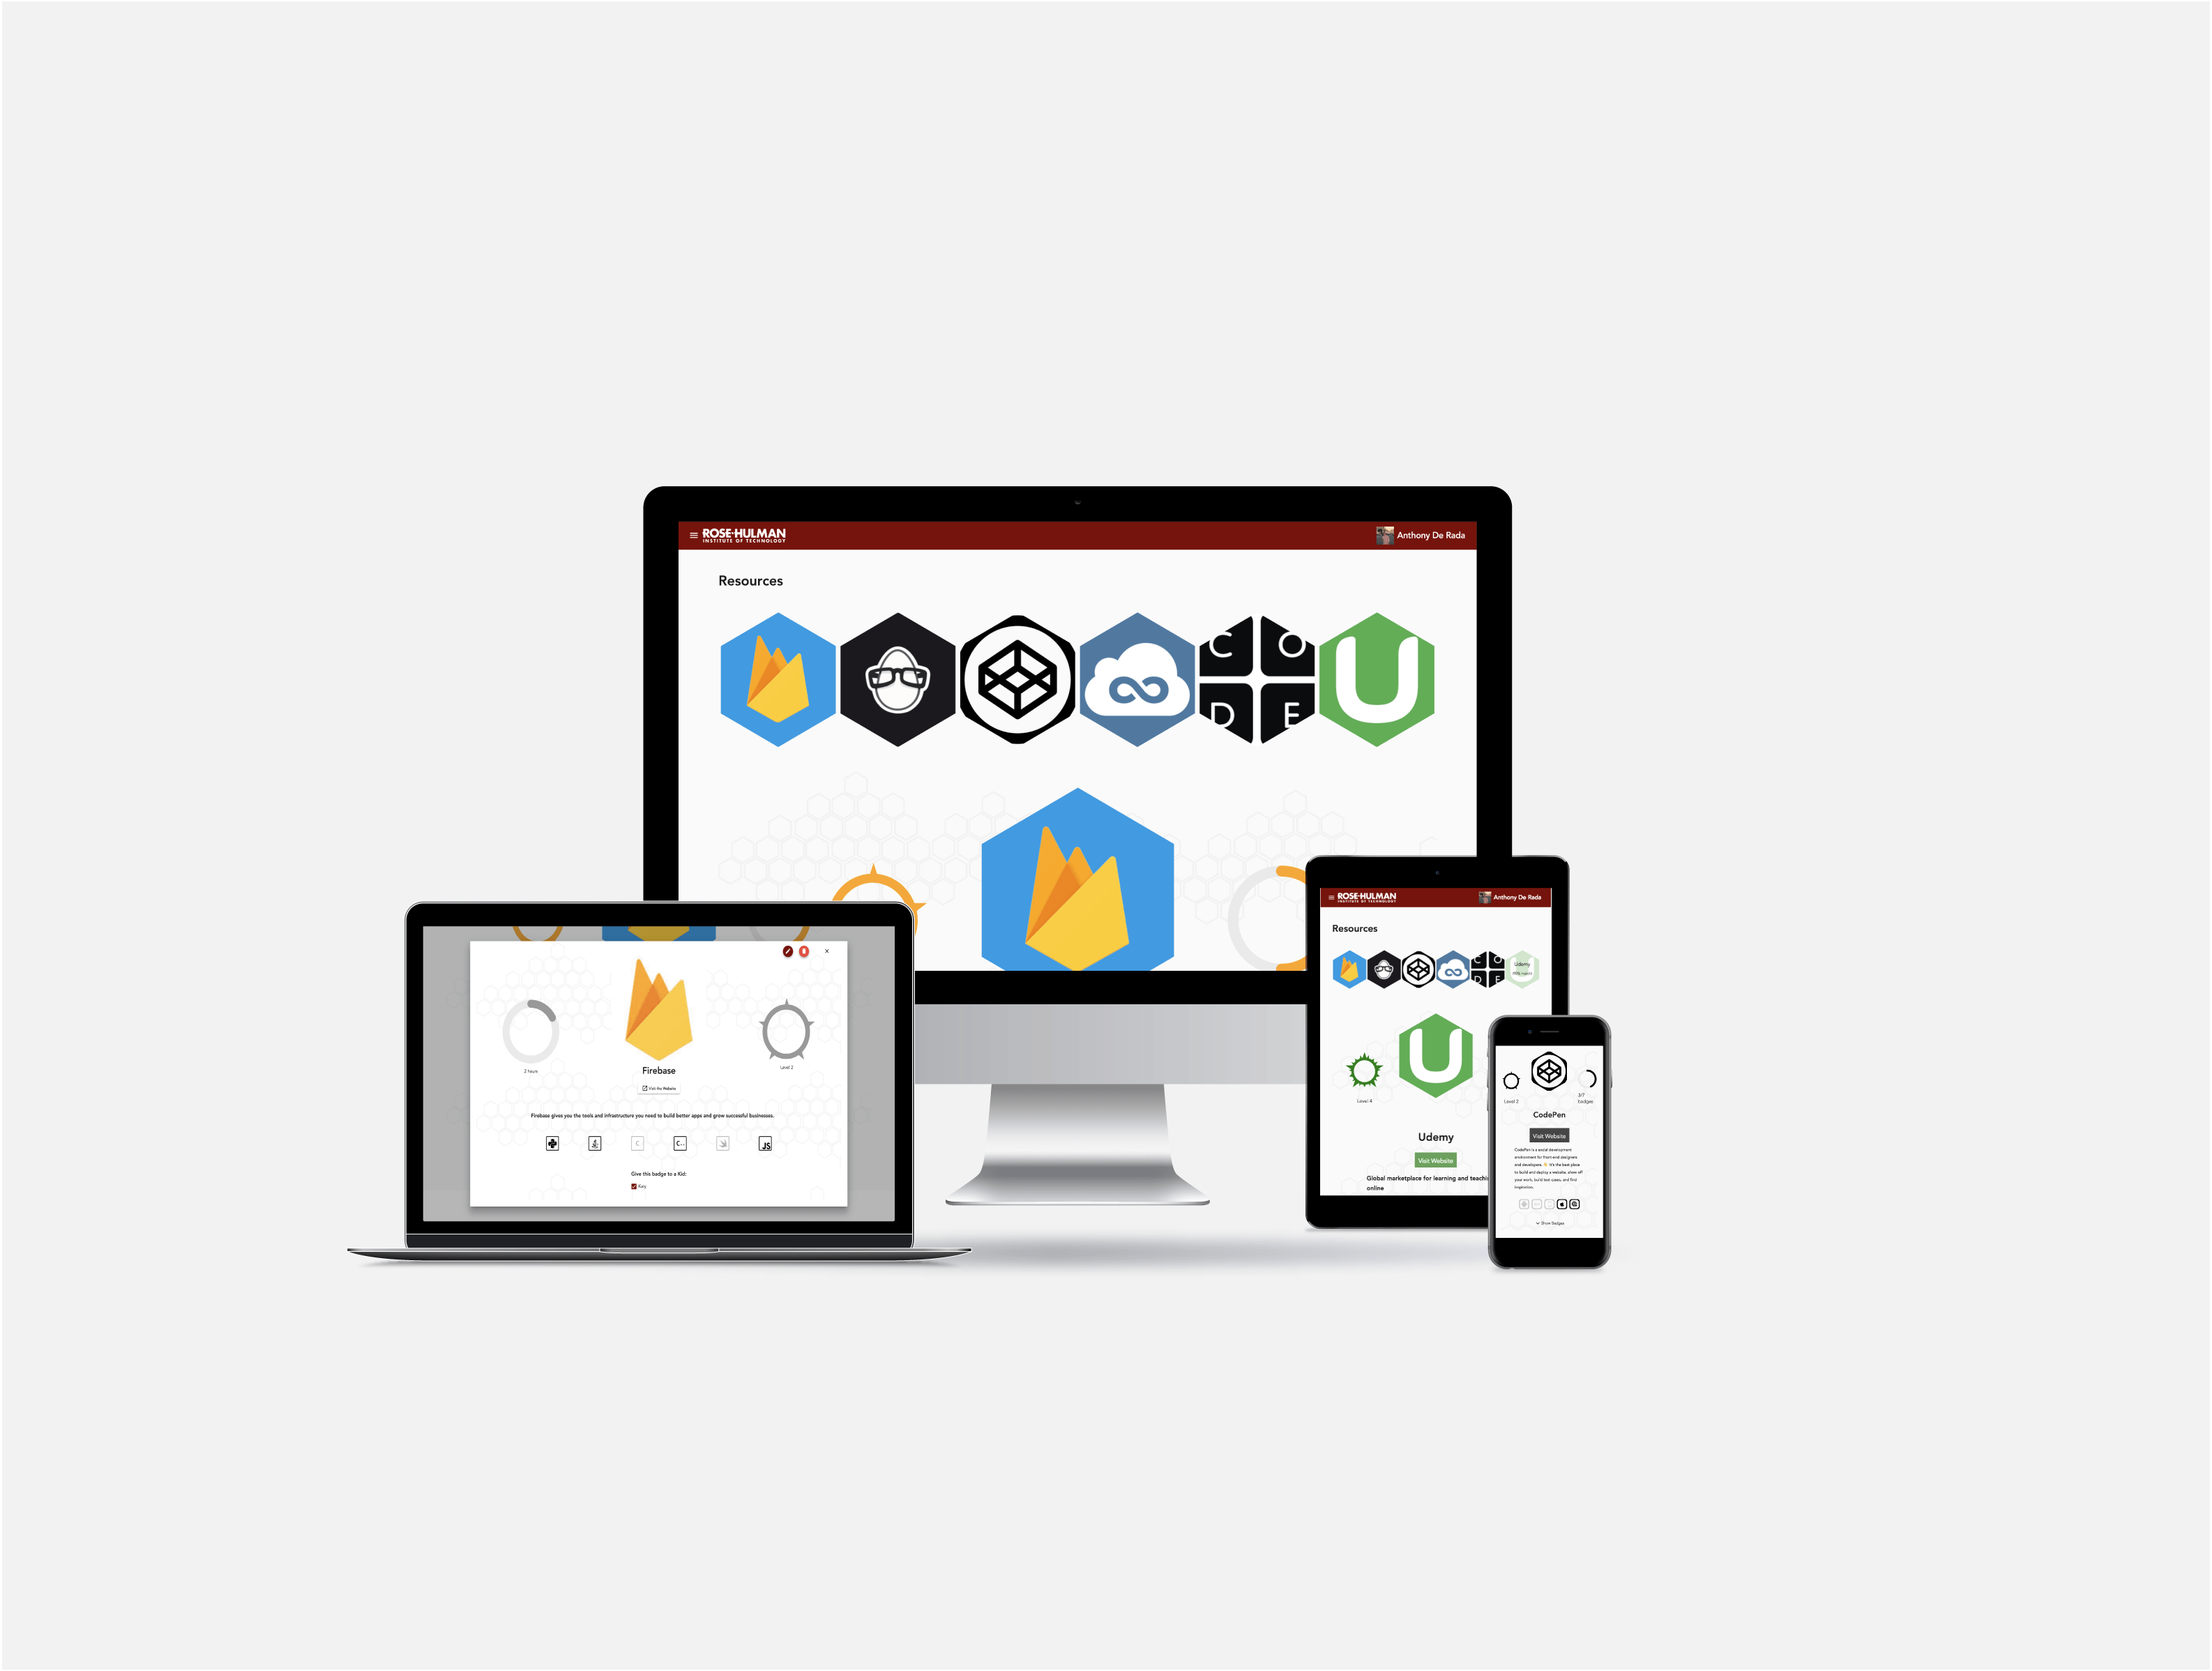 ROSE-HULMAN
INSTITUTE OF TECHNOLOGY
Anthony De Rada
Resources
C O
D E
U
2 hours
Firebase
Level 2
Visit the Website
Firebase gives you the tools and infrastructure you need to build better apps and grow successful businesses.
C
C++
JS
Give this badge to a Kid:
ROSE-HULMAN
INSTITUTE OF TECHNOLOGY
Anthony De Rada
Resources
C O
D E
Udemy
U
Level 4
Udemy
Visit Website
Global marketplace for learning and
online
Level 2
3/7
badges
CodePen
Visit Website
CodePen is a social development
environment for front-end designers
and developers. It's the best place
to build and deploy a website, show off
your work, build test cases, and find
inspiration.
Show Badges